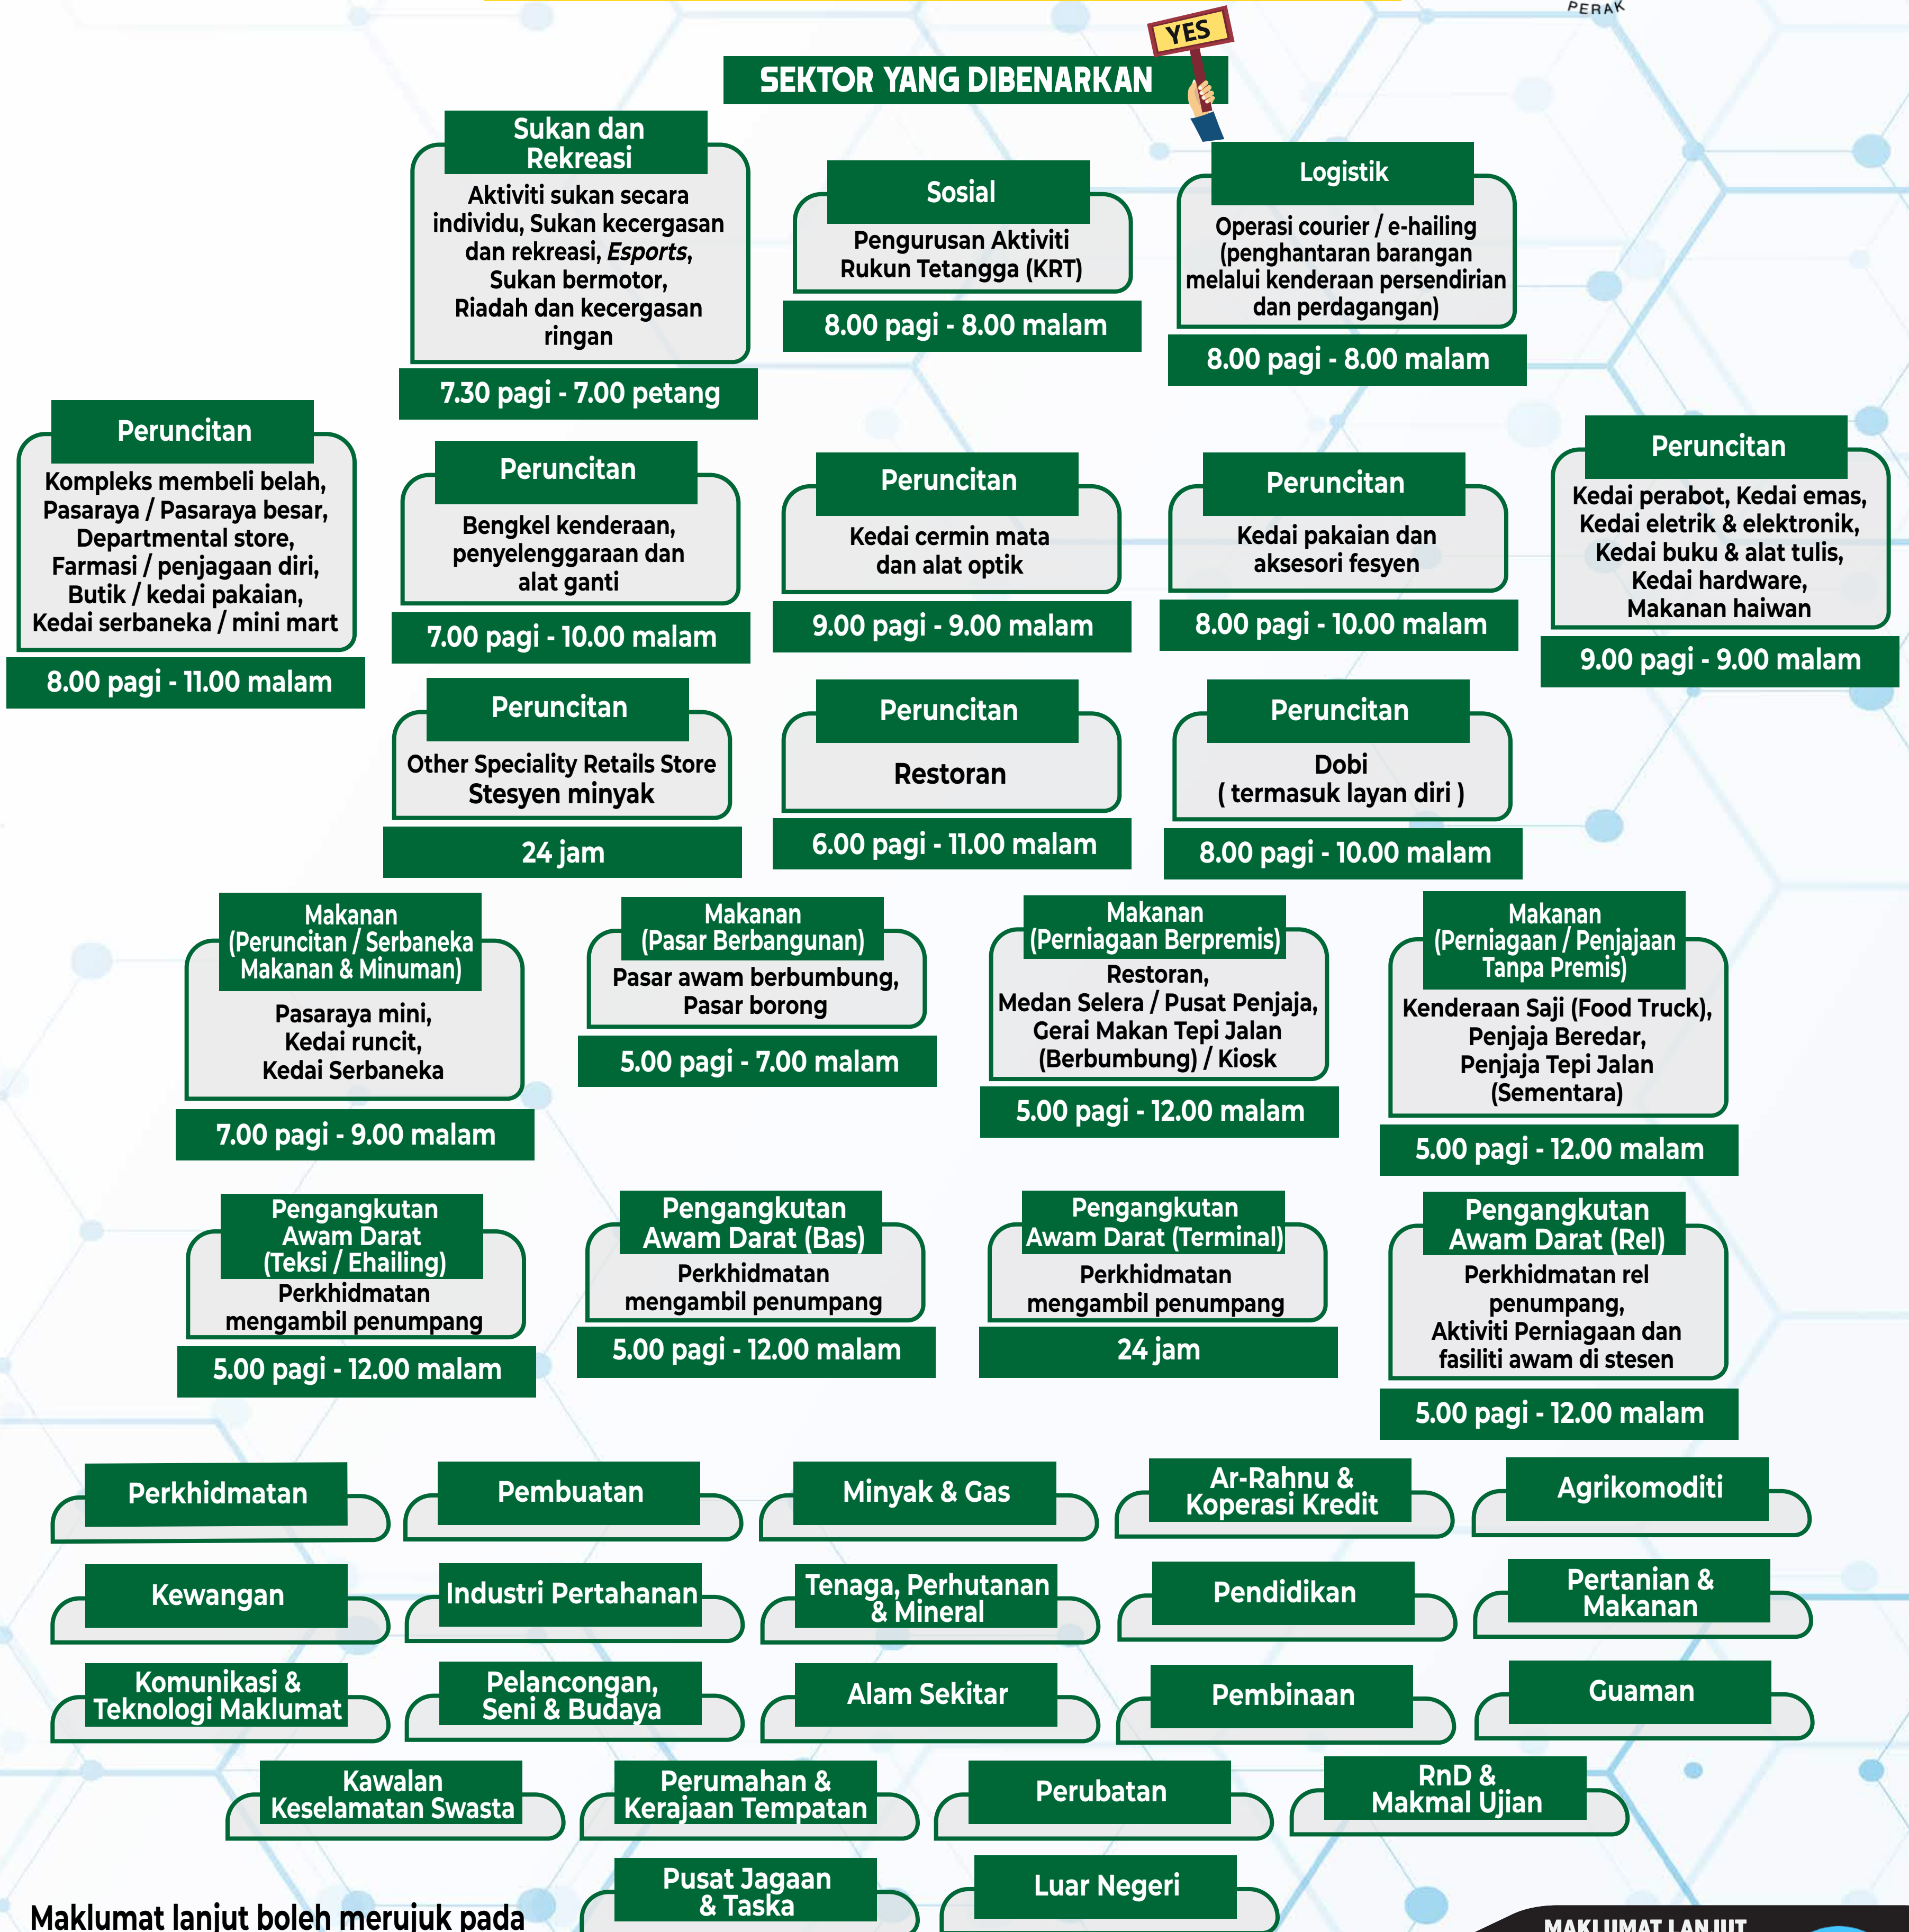 PERAK
YES
SEKTOR YANG DIBENARKAN
Sukan dan
Rekreasi
Aktiviti sukan secara
individu, Sukan kecergasan
dan rekreasi, Esports,
Sukan bermotor,
Riadah dan kecergasan
ringan
7.30 pagi - 7.00 petang
Sosial
Pengurusan Aktiviti
Rukun Tetangga (KRT)
8.00 pagi - 8.00 malam
Logistik
Operasi courier / e-hailing
(penghantaran barangan
melalui kenderaan persendirian
dan perdagangan)
8.00 pagi - 8.00 malam
Peruncitan
Kompleks membeli belah,
Pasaraya / Pasaraya besar,
Departmental store,
Farmasi / penjagaan diri,
Butik / kedai pakaian,
Kedai serbaneka / mini mart
8.00 pagi - 11.00 malam
Peruncitan
Bengkel kenderaan,
penyelenggaraan dan
alat ganti
7.00 pagi - 10.00 malam
Peruncitan
Kedai cermin mata
dan alat optik
9.00 pagi - 9.00 malam
Peruncitan
Kedai pakaian dan
aksesori fesyen
8.00 pagi - 10.00 malam
Peruncitan
Kedai perabot, Kedai emas,
Kedai eletrik & elektronik,
Kedai buku & alat tulis,
Kedai hardware,
Makanan haiwan
9.00 pagi - 9.00 malam
Peruncitan
Other Speciality Retails Store
Stesyen minyak
24 jam
Peruncitan
Restoran
6.00 pagi - 11.00 malam
Peruncitan
Dobi
( termasuk layan diri )
8.00 pagi - 10.00 malam
Makanan
(Peruncitan / Serbaneka
Makanan & Minuman)
Pasaraya mini,
Kedai runcit,
Kedai Serbaneka
7.00 pagi - 9.00 malam
Makanan
(Pasar Berbangunan)
Pasar awam berbumbung,
Pasar borong
5.00 pagi - 7.00 malam
Makanan
(Perniagaan Berpremis)
Restoran,
Medan Selera / Pusat Penjaja,
Gerai Makan Tepi Jalan
(Berbumbung) / Kiosk
5.00 pagi - 12.00 malam
Makanan
(Perniagaan / Penjajaan
Tanpa Premis)
Kenderaan Saji (Food Truck),
Penjaja Beredar,
Penjaja Tepi Jalan
(Sementara)
5.00 pagi - 12.00 malam
Pengangkutan
Awam Darat
(Teksi / Ehailing)
Perkhidmatan
mengambil penumpang
5.00 pagi - 12.00 malam
Pengangkutan
Awam Darat (Bas)
Perkhidmatan
mengambil penumpang
5.00 pagi - 12.00 malam
Pengangkutan
Awam Darat (Terminal)
Perkhidmatan
mengambil penumpang
24 jam
Pengangkutan
Awam Darat (Rel)
Perkhidmatan rel
penumpang,
Aktiviti Perniagaan dan
fasiliti awam di stesen
5.00 pagi - 12.00 malam
Perkhidmatan
Pembuatan
Minyak & Gas
Ar-Rahnu &
Koperasi Kredit
Agrikomoditi
Kewangan
Industri Pertahanan
Tenaga, Perhutanan
& Mineral
Pendidikan
Pertanian &
Makanan
Komunikasi &
Teknologi Maklumat
Pelancongan,
Seni & Budaya
Alam Sekitar
Pembinaan
Guaman
Kawalan
Keselamatan Swasta
Perumahan &
Kerajaan Tempatan
Perubatan
RnD &
Makmal Ujian
Pusat Jagaan
& Taska
Luar Negeri
Maklumat lanjut boleh merujuk pada
MAKLUMAT LANJUT